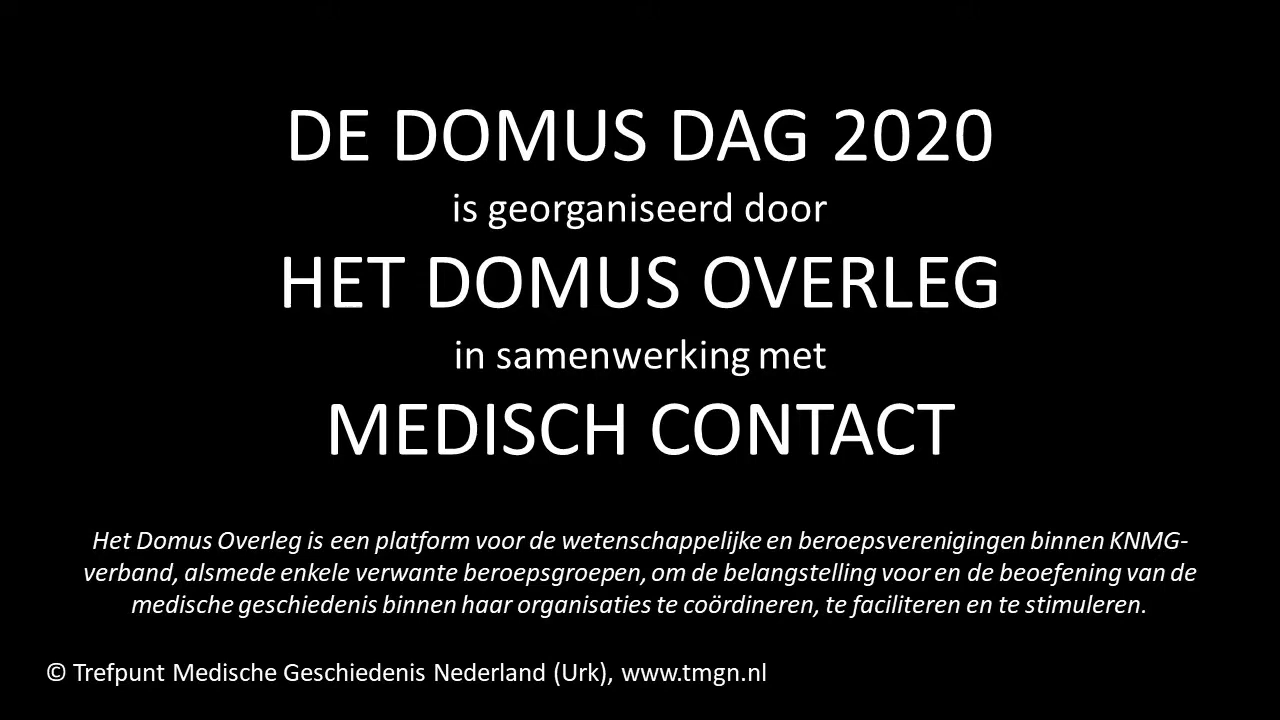 DE DOMUS DAG 2020
is georganiseerd door
HET DOMUS OVERLEG
in samenwerking met
MEDISCH CONTACT
Het Domus Overleg is een platform voor de wetenschappelijke en beroepsverenigingen binnen KNMG-
verband, alsmede enkele verwante beroepsgroepen, om de belangstelling voor en de beoefening van de
medische geschiedenis binnen haar organisaties te coördineren, te faciliteren en te stimuleren.
© Trefpunt Medische Geschiedenis Nederland (Urk), www.tmgn.nl